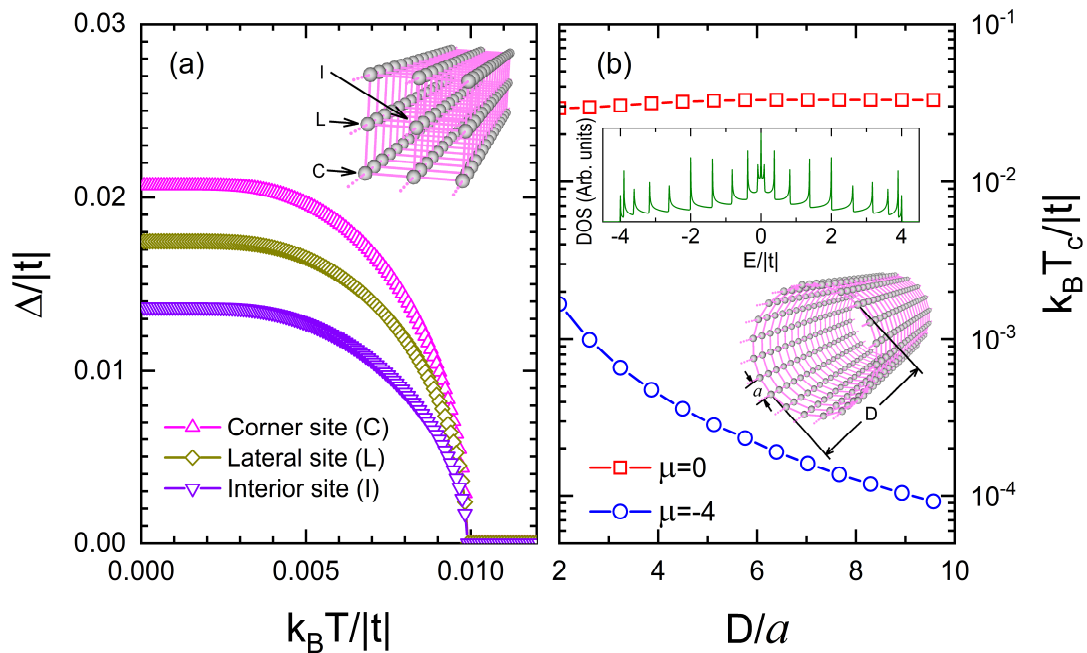 (a)
I
L
C
0.03
0.02
0.01
0.00
Δ/|t|
Corner site (C)
Lateral site (L)
Interior site (I)
0.000
0.005
0.010
k_BT/|t|
(b)
DOS (Arb. units)
-4
-2
0
2
4
E/|t|
a
D
μ=0
μ=-4
2
4
6
8
10
D/a
10⁻¹
10⁻²
10⁻³
10⁻⁴
k_BT_c/|t|